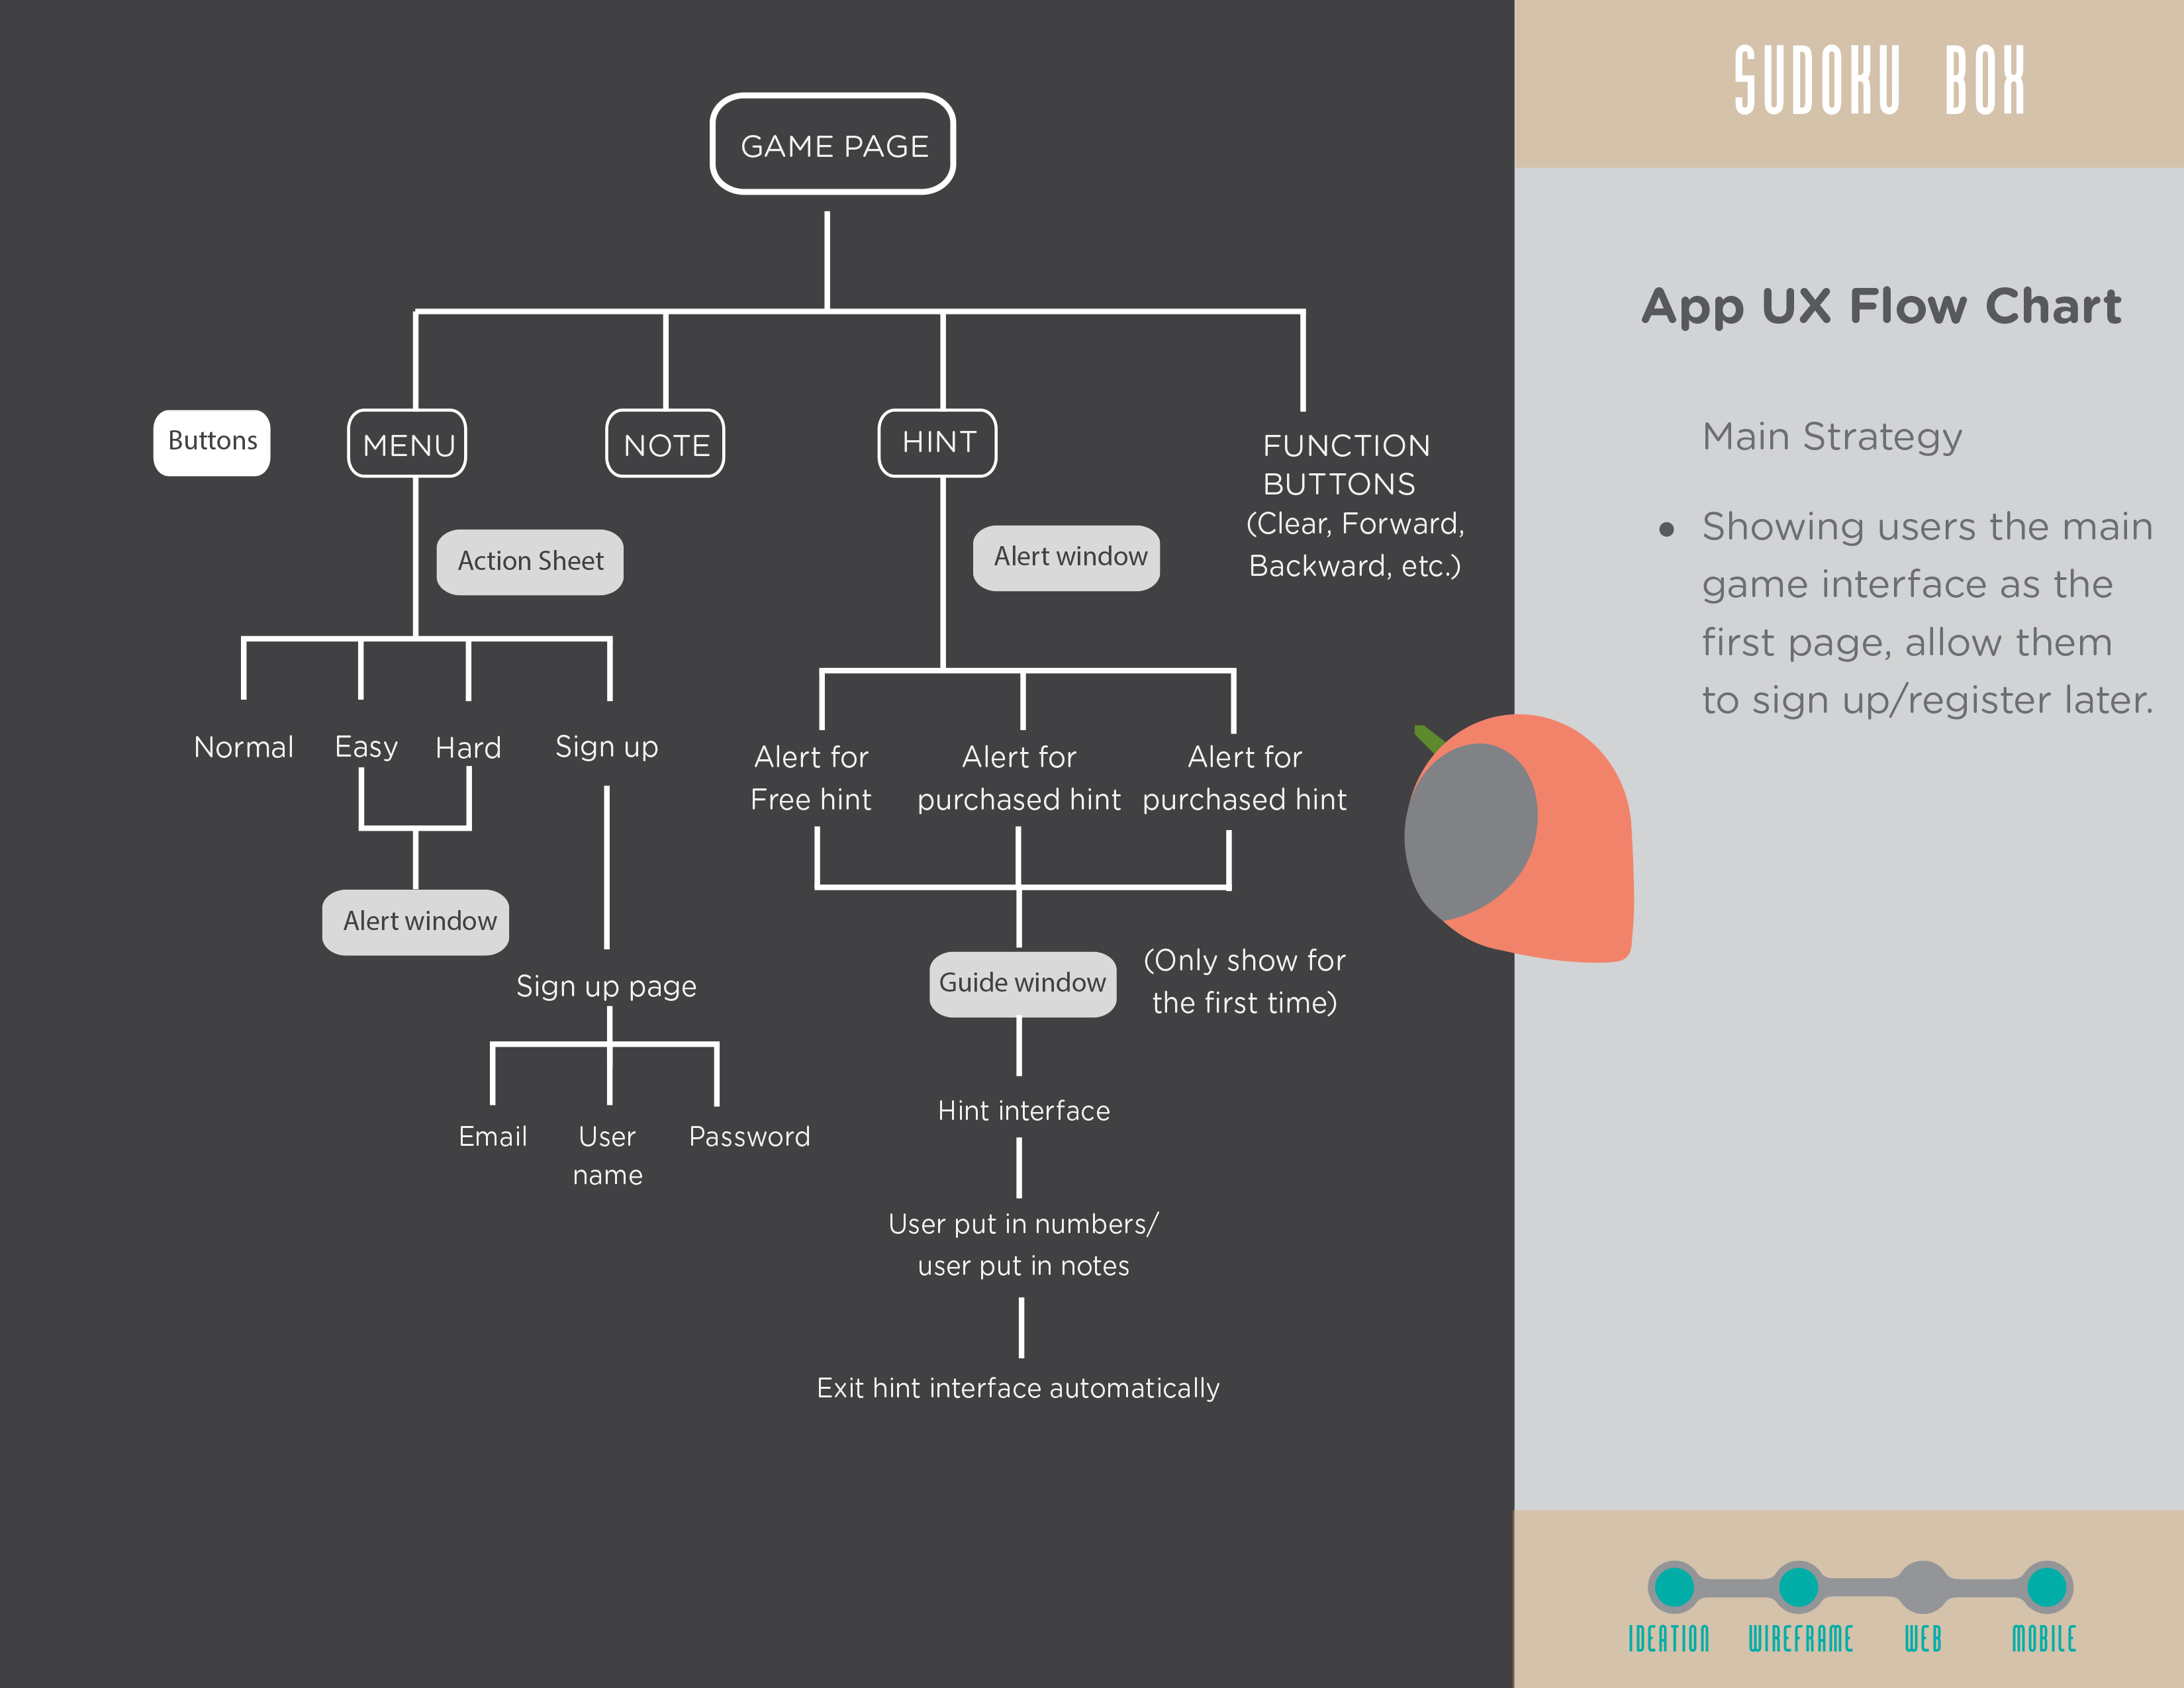 SUDOKU BOX
GAME PAGE
Buttons
MENU
NOTE
HINT
FUNCTION
BUTTONS
(Clear, Forward,
Backward, etc.)
Action Sheet
Alert window
Normal
Easy
Hard
Sign up
Alert for
Free hint
Alert for
purchased hint
Alert for
purchased hint
Alert window
Sign up page
Email
User
name
Password
Guide window
(Only show for
the first time)
Hint interface
User put in numbers/
user put in notes
Exit hint interface automatically
App UX Flow Chart
Main Strategy
• Showing users the main
game interface as the
first page, allow them
to sign up/register later.
IDEATION
WIREFRAME
WEB
MOBILE